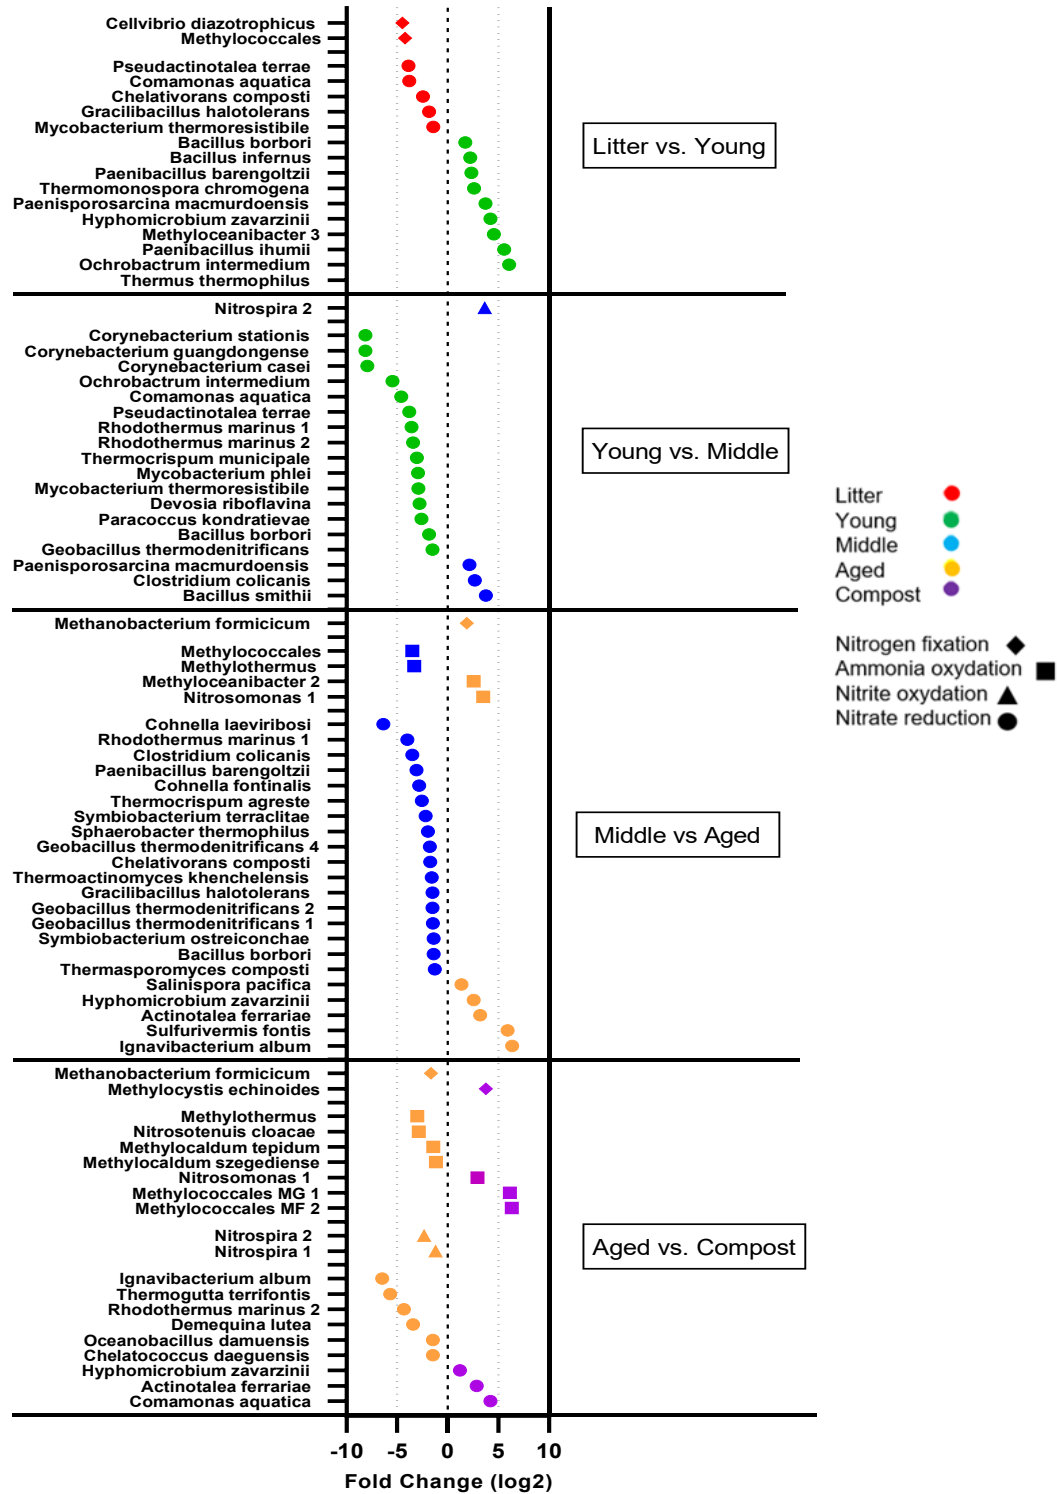 Cellvibrio diazotrophicus
Methylococcales
Pseudactinotalea terrae
Comamonas aquatica
Chelativorans composti
Gracilibacillus halotolerans
Mycobacterium thermoresistibile
Bacillus borbori
Bacillus infernus
Paenibacillus barengoltzii
Thermomonospora chromogena
Paenisporosarcina macmurdoensis
Hyphomicrobium zavarzinii
Methyloceanibacter 3
Paenibacillus ihumii
Ochrobactrum intermedium
Thermus thermophilus
Litter vs. Young
Nitrospira 2
Corynebacterium stationis
Corynebacterium guangdongense
Corynebacterium casei
Ochrobactrum intermedium
Comamonas aquatica
Pseudactinotalea terrae
Rhodothermus marinus 1
Rhodothermus marinus 2
Thermocrispum municipale
Mycobacterium phlei
Mycobacterium thermoresistibile
Devosia riboflavina
Paracoccus kondratievae
Bacillus borbori
Geobacillus thermodenitrificans
Paenisporosarcina macmurdoensis
Clostridium colicanis
Bacillus smithii
Young vs. Middle
Methanobacterium formicicum
Methylococcales
Methylothermus
Methyloceanibacter 2
Nitrosomonas 1
Cohnella laeviribosi
Rhodothermus marinus 1
Clostridium colicanis
Paenibacillus barengoltzii
Cohnella fontinalis
Thermocrispum agreste
Symbiobacterium terraclitae
Sphaerobacter thermophilus
Geobacillus thermodenitrificans 4
Chelativorans composti
Thermoactinomyces khenchelensis
Gracilibacillus halotolerans
Geobacillus thermodenitrificans 2
Geobacillus thermodenitrificans 1
Symbiobacterium ostreiconchae
Bacillus borbori
Thermasporomyces composti
Salinispora pacifica
Hyphomicrobium zavarzinii
Actinotalea ferrariae
Sulfurivermis fontis
Ignavibacterium album
Middle vs Aged
Methanobacterium formicicum
Methylocystis echinoides
Methylothermus
Nitrosotenuis cloacae
Methylocaldum tepidum
Methylocaldum szegediense
Nitrosomonas 1
Methylococcales MG 1
Methylococcales MF 2
Nitrospira 2
Nitrospira 1
Ignavibacterium album
Thermogutta terrifontis
Rhodothermus marinus 2
Demequina lutea
Oceanobacillus damuensis
Chelatococcus daeguensis
Hyphomicrobium zavarzinii
Actinotalea ferrariae
Comamonas aquatica
Aged vs. Compost
-10 -5 0 5 10
Fold Change (log2)
Litter
Young
Middle
Aged
Compost
Nitrogen fixation
Ammonia oxydation
Nitrite oxydation
Nitrate reduction